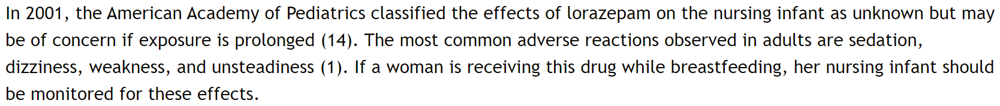 In 2001, the American Academy of Pediatrics classified the effects of lorazepam on the nursing infant as unknown but may
be of concern if exposure is prolonged (14). The most common adverse reactions observed in adults are sedation,
dizziness, weakness, and unsteadiness (1). If a woman is receiving this drug while breastfeeding, her nursing infant should
be monitored for these effects.